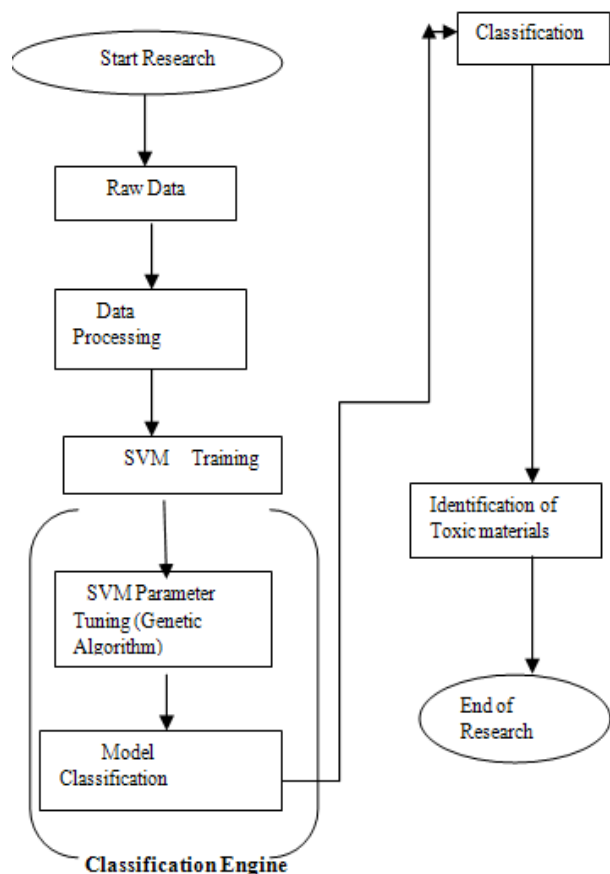 Start Research
Raw Data
Data
Processing
SVM Training
SVM Parameter
Tuning (Genetic
Algorithm)
Model
Classification
Classification Engine
Classification
Identification of
Toxic materials
End of
Research